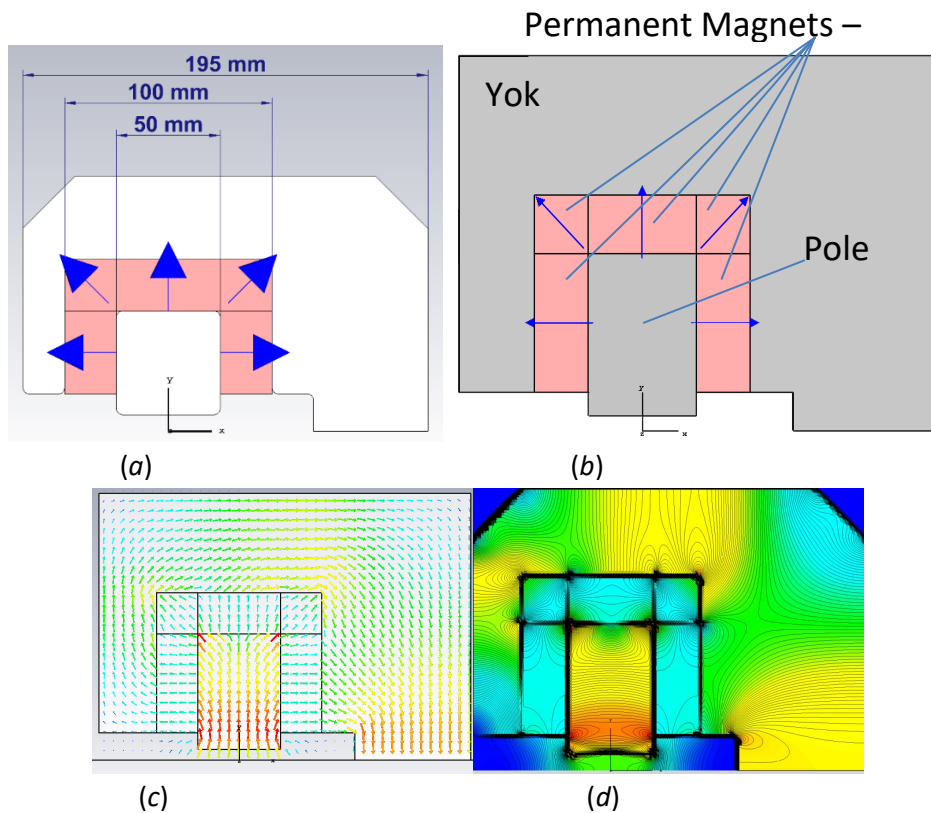 Permanent Magnets –
195 mm
100 mm
50 mm
Yok
Pole
y
x
Y
z
x
(a)
(b)
(c)
(d)